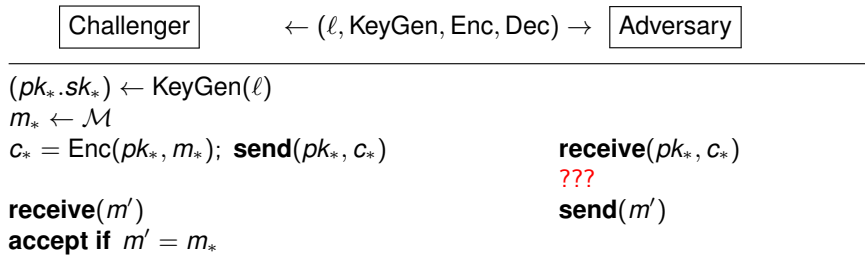 Challenger ← (ℓ, KeyGen, Enc, Dec) → Adversary
(pk∗.sk∗) ← KeyGen(ℓ)
m∗ ← ℳ
c∗ = Enc(pk∗, m∗); send(pk∗, c∗) receive(pk∗, c∗)
???
receive(m′) send(m′)
accept if m′ = m∗